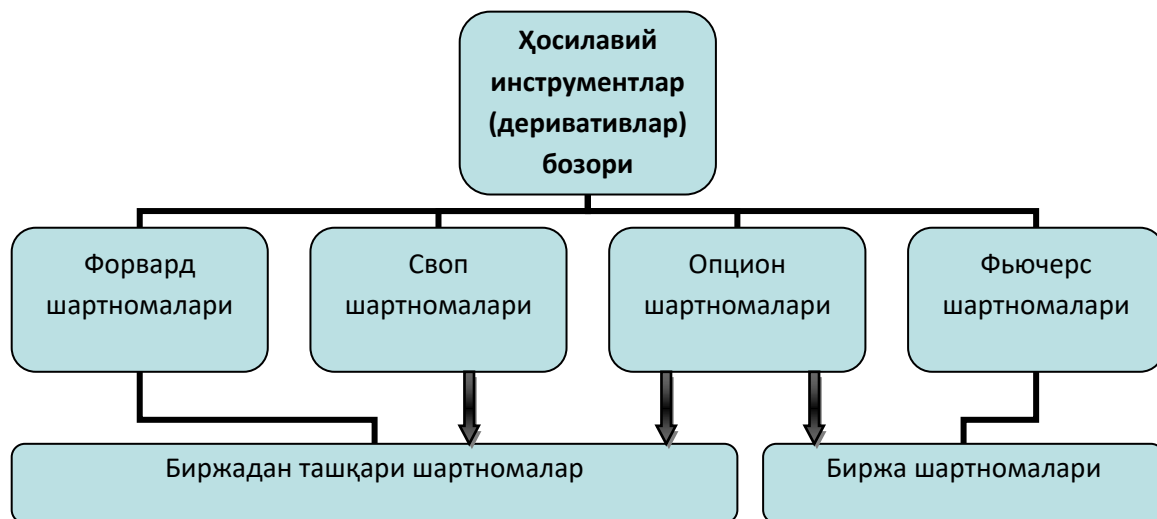 Ҳосилавий
инструментлар
(деривативлар)
бозори
Форвард
шартномалари
Своп
шартномалари
Опцион
шартномалари
Фьючерс
шартномалари
Биржадан ташқари шартномалар
Биржа шартномалари